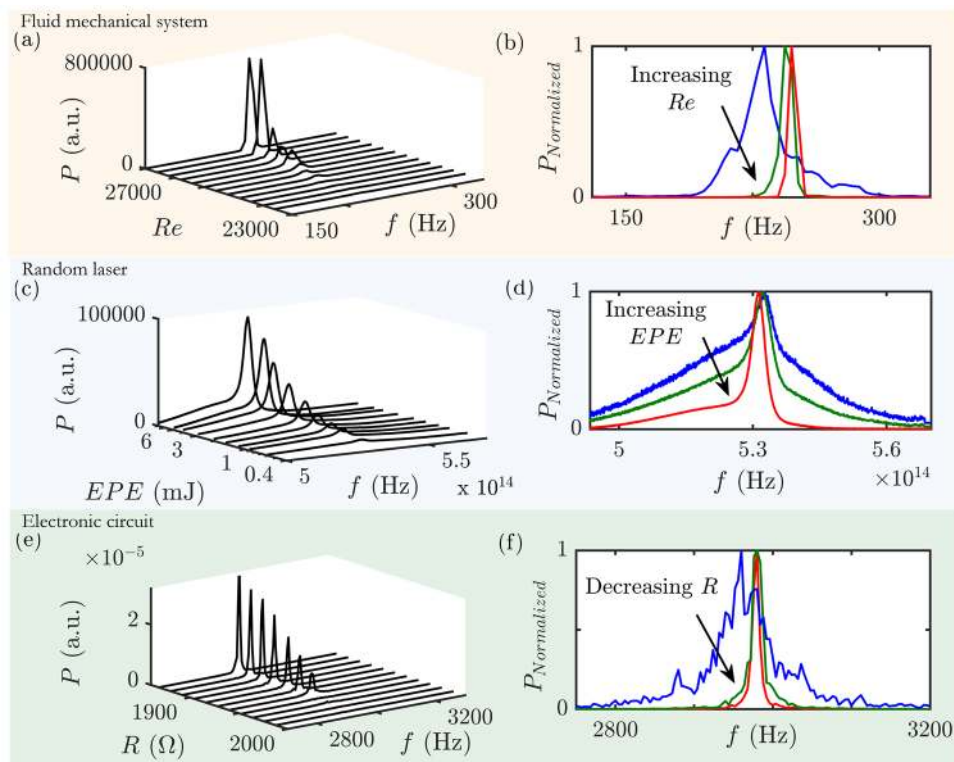 Fluid mechanical system
(a)
800000
0
P (a.u.)
27000
Re
23000
150
f (Hz)
300
(b)
1
0
P_Normalized
Increasing
Re
150
f (Hz)
300
Random laser
(c)
100000
0
P (a.u.)
6
3
1
0.4
EPE (mJ)
5
f (Hz)
5.5
x 10^14
(d)
1
0
P_Normalized
Increasing
EPE
5
5.3
5.6
f (Hz)
×10^14
Electronic circuit
(e)
×10^-5
2
0
P (a.u.)
1900
R (Ω)
2000
2800
f (Hz)
3200
(f)
1
0
P_Normalized
Decreasing R
2800
f (Hz)
3200